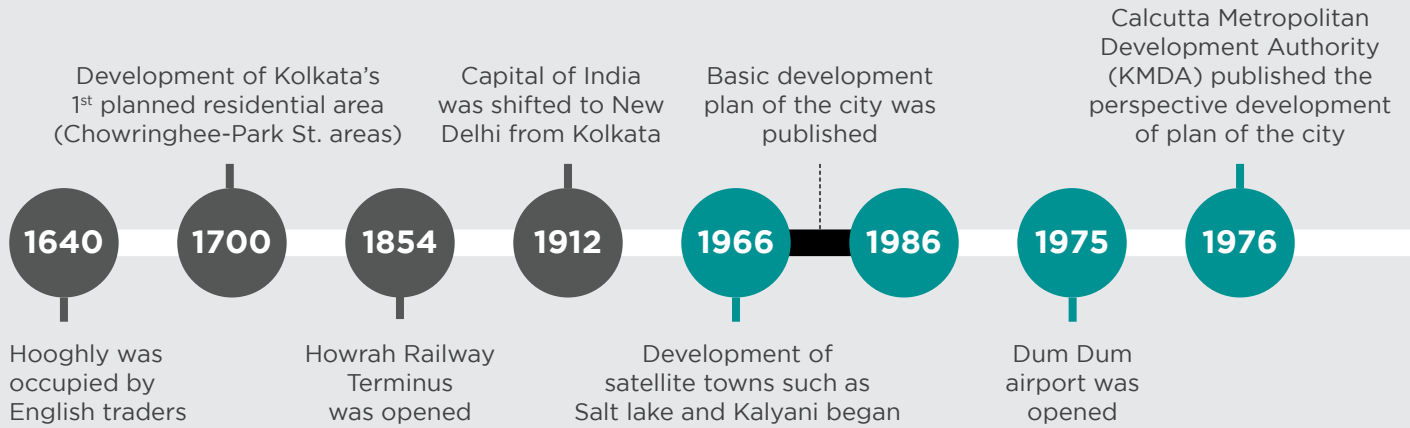 Calcutta Metropolitan
Development Authority
(KMDA) published the
perspective development
of plan of the city
Development of Kolkata’s
1st planned residential area
(Chowringhee-Park St. areas)
Capital of India
was shifted to New
Delhi from Kolkata
Basic development
plan of the city was
published
1640
1700
1854
1912
1966
1986
1975
1976
Hooghly was
occupied by
English traders
Howrah Railway
Terminus
was opened
Development of
satellite towns such as
Salt lake and Kalyani began
Dum Dum
airport was
opened